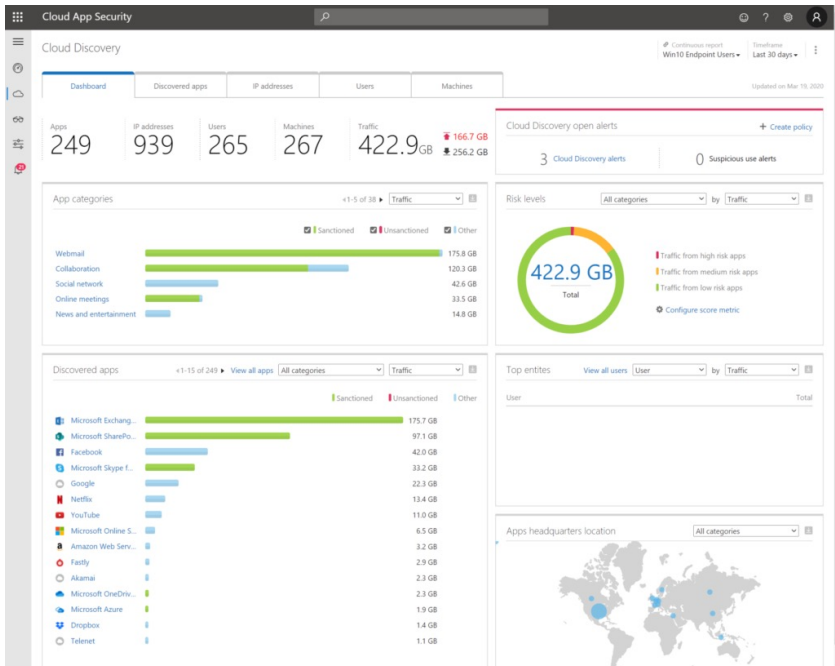 Cloud App Security
Cloud Discovery
Continuous report
Win10 Endpoint Users
Timeframe
Last 30 days
Dashboard
Discovered apps
IP addresses
Users
Machines
Updated on Mar 19, 2020
Apps
249
IP addresses
939
Users
265
Machines
267
Traffic
422.9GB
166.7 GB
256.2 GB
Cloud Discovery open alerts
+ Create policy
3 Cloud Discovery alerts
0 Suspicious use alerts
App categories
1-5 of 38
Traffic
Sanctioned
Unsanctioned
Other
Webmail 175.8 GB
Collaboration 120.3 GB
Social network 42.6 GB
Online meetings 33.5 GB
News and entertainment 14.8 GB
Risk levels
All categories
by
Traffic
422.9 GB
Total
Traffic from high risk apps
Traffic from medium risk apps
Traffic from low risk apps
Configure score metric
Discovered apps
1-15 of 249
View all apps
All categories
Traffic
Sanctioned
Unsanctioned
Other
Microsoft Exchang... 175.7 GB
Microsoft SharePo... 97.1 GB
Facebook 42.0 GB
Microsoft Skype f... 33.2 GB
Google 22.3 GB
Netflix 13.4 GB
YouTube 11.0 GB
Microsoft Online S... 6.5 GB
Amazon Web Serv... 3.2 GB
Fastly 2.9 GB
Akamai 2.3 GB
Microsoft OneDriv... 2.3 GB
Microsoft Azure 1.9 GB
Dropbox 1.4 GB
Telenet 1.1 GB
Top entites
View all users
User
by
Traffic
User
Total
Apps headquarters location
All categories